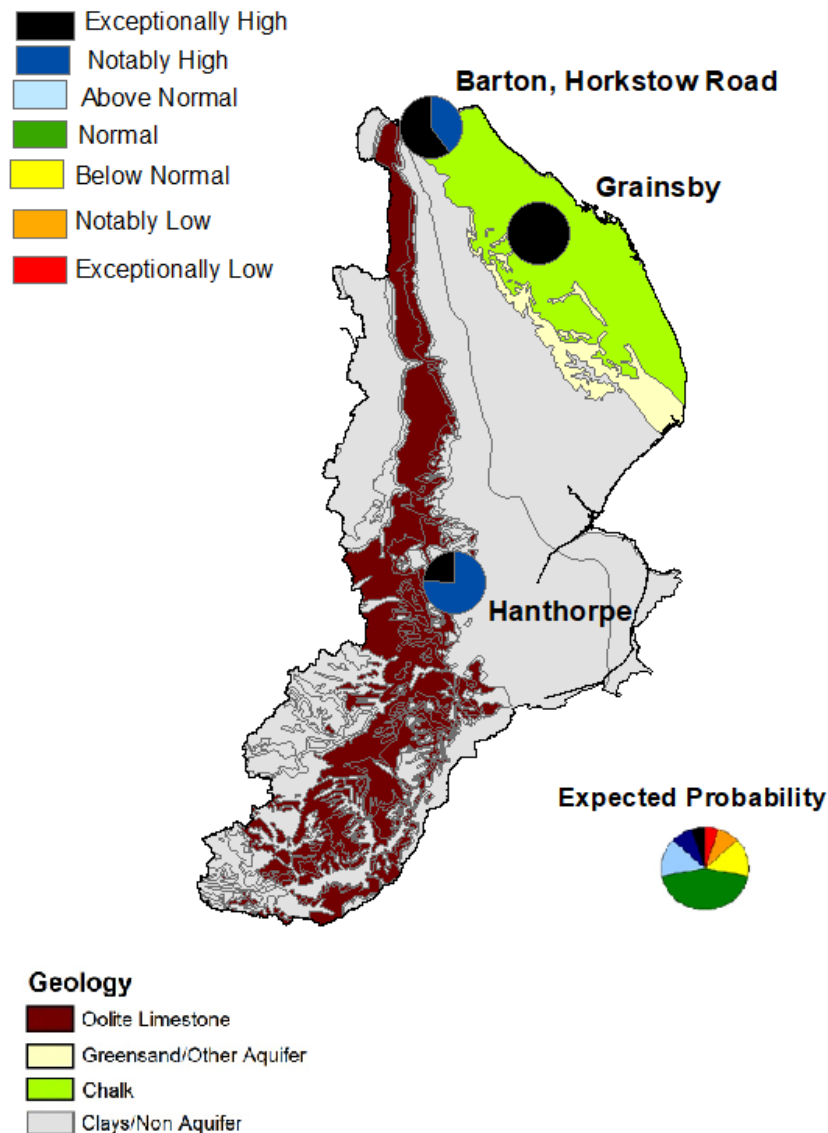 Exceptionally High
Notably High
Above Normal
Normal
Below Normal
Notably Low
Exceptionally Low
Barton, Horkstow Road
Grainsby
Hanthorpe
Expected Probability
Geology
Oolite Limestone
Greensand/Other Aquifer
Chalk
Clays/Non Aquifer